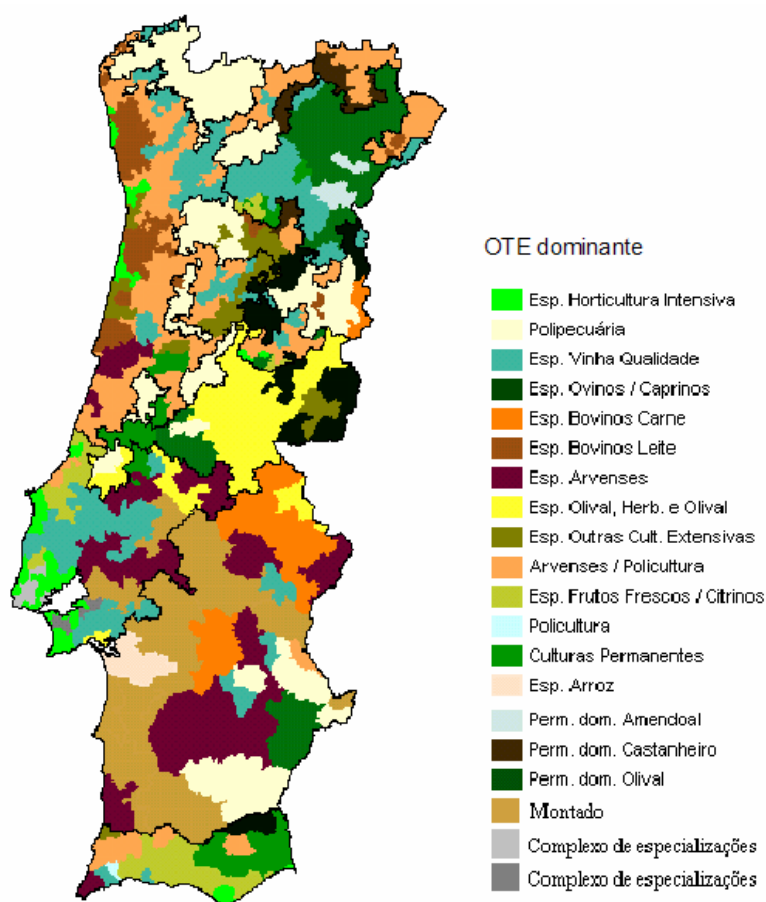 OTE dominante
Esp. Horticultura Intensiva
Polipecuária
Esp. Vinha Qualidade
Esp. Ovinos / Caprinos
Esp. Bovinos Carne
Esp. Bovinos Leite
Esp. Arvenses
Esp. Olival, Herb. e Olival
Esp. Outras Cult. Extensivas
Arvenses / Policultura
Esp. Frutos Frescos / Citrinos
Policultura
Culturas Permanentes
Esp. Arroz
Perm. dom. Amendoal
Perm. dom. Castanheiro
Perm. dom. Olival
Montado
Complexo de especializações
Complexo de especializações